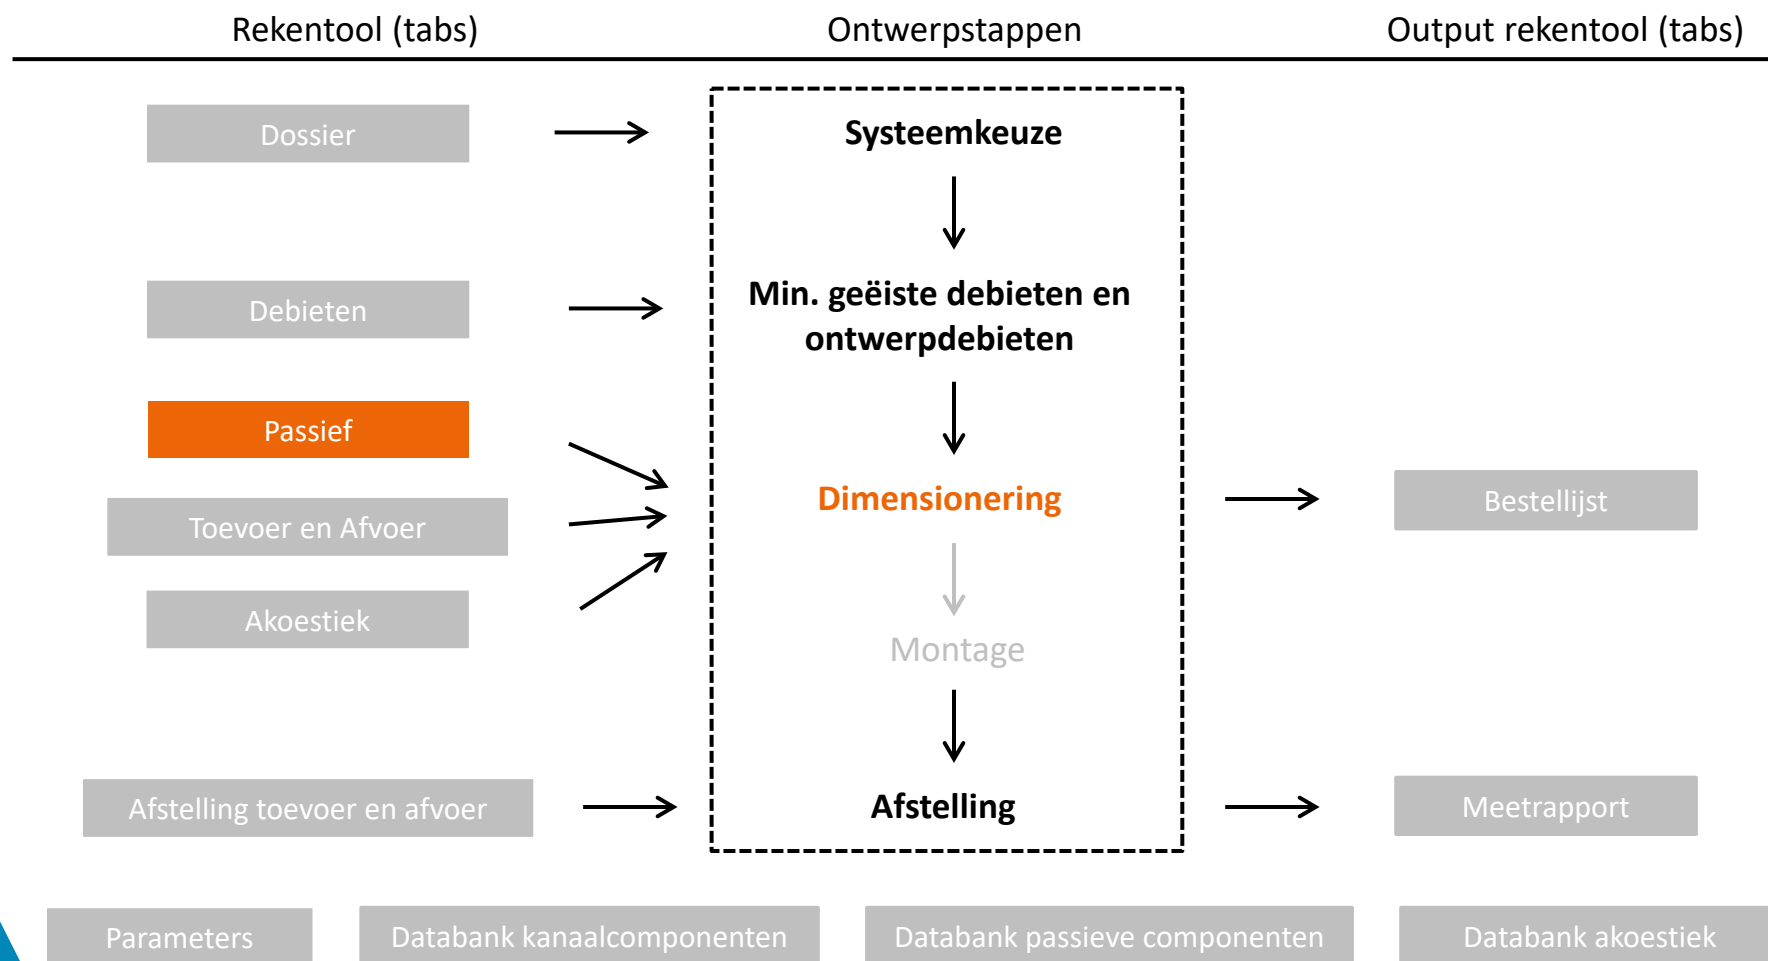 Rekentool (tabs)
Ontwerpstappen
Output rekentool (tabs)
Dossier
Systeemkeuze
Debieten
Min. geëiste debieten en
ontwerpdebieten
Passief
Toevoer en Afvoer
Akoestiek
Dimensionering
Bestellijst
Montage
Afstelling toevoer en afvoer
Afstelling
Meetrapport
Parameters
Databank kanaalcomponenten
Databank passieve componenten
Databank akoestiek